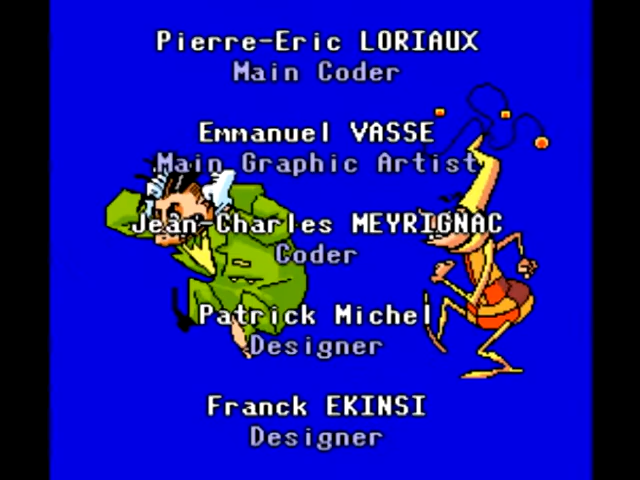 Pierre-Eric LORIAUX
Main Coder
Emmanuel VASSE
Main Graphic Artist
Jean-Charles MEYRIGNAC
Coder
Patrick Michel
Designer
Franck EKINSI
Designer